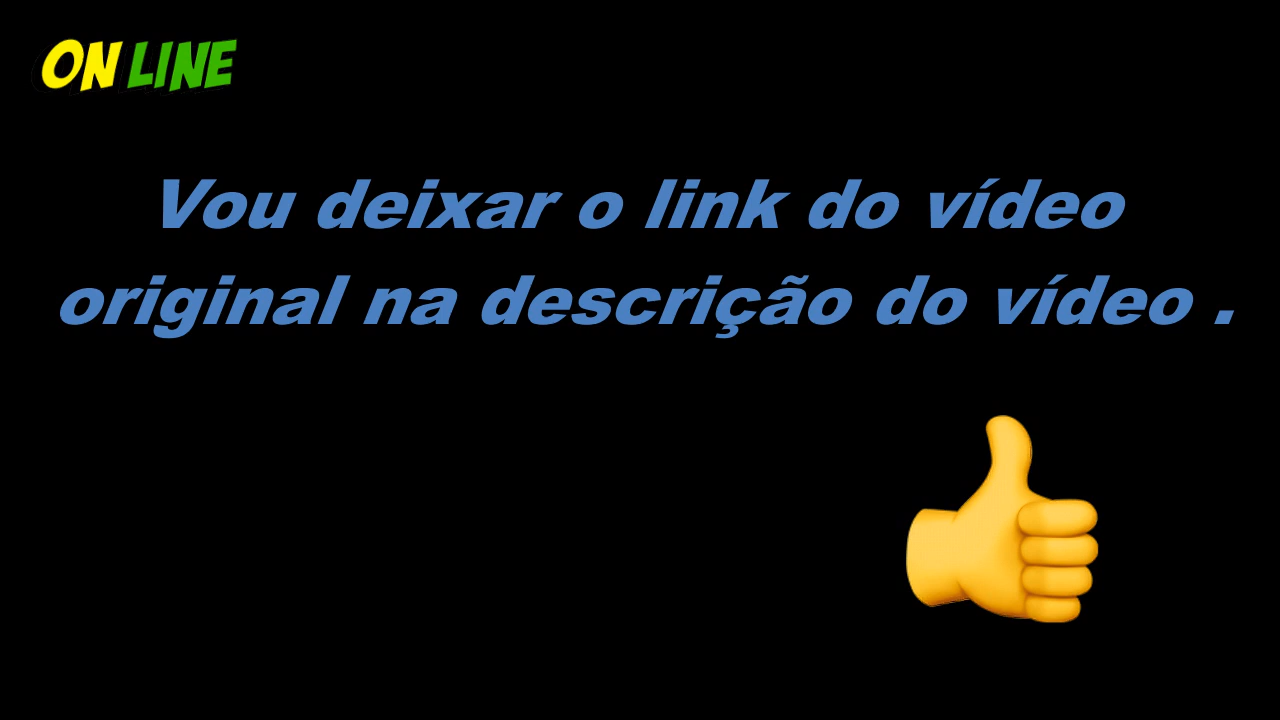 ON LINE
Vou deixar o link do vídeo
original na descrição do vídeo .